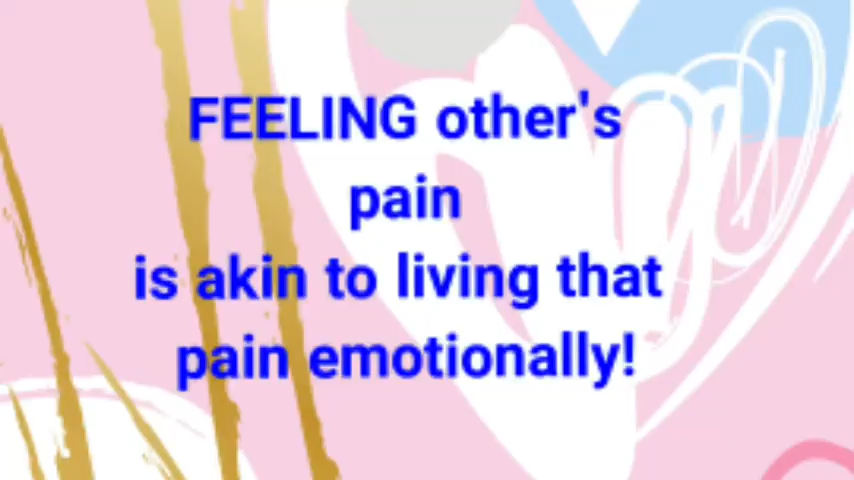 FEELING other's
pain
is akin to living that
pain emotionally!